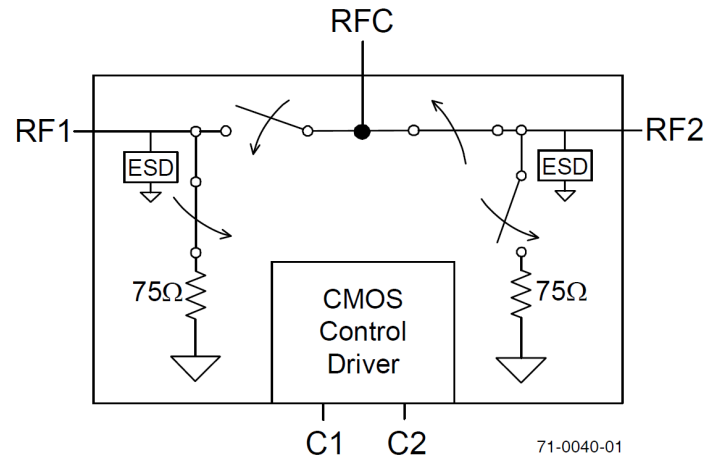 RFC
RF1
RF2
ESD
ESD
75Ω
75Ω
CMOS
Control
Driver
C1 C2
71-0040-01